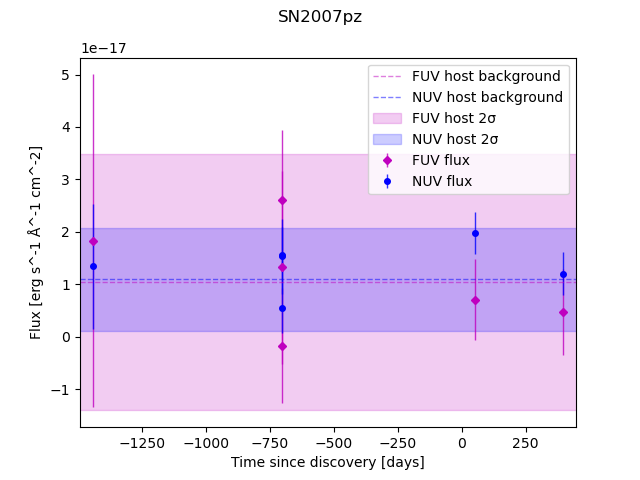 SN2007pz
1e−17
FUV host background
NUV host background
FUV host 2σ
NUV host 2σ
FUV flux
NUV flux
5
4
3
2
1
0
−1
Flux [erg s^-1 Å^-1 cm^-2]
−1250 −1000 −750 −500 −250 0 250
Time since discovery [days]